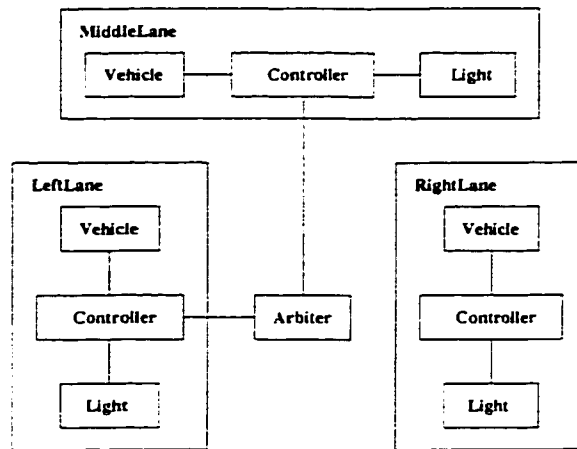 MiddleLane
Vehicle
Controller
Light
LeftLane
Vehicle
Controller
Light
Arbiter
RightLane
Vehicle
Controller
Light